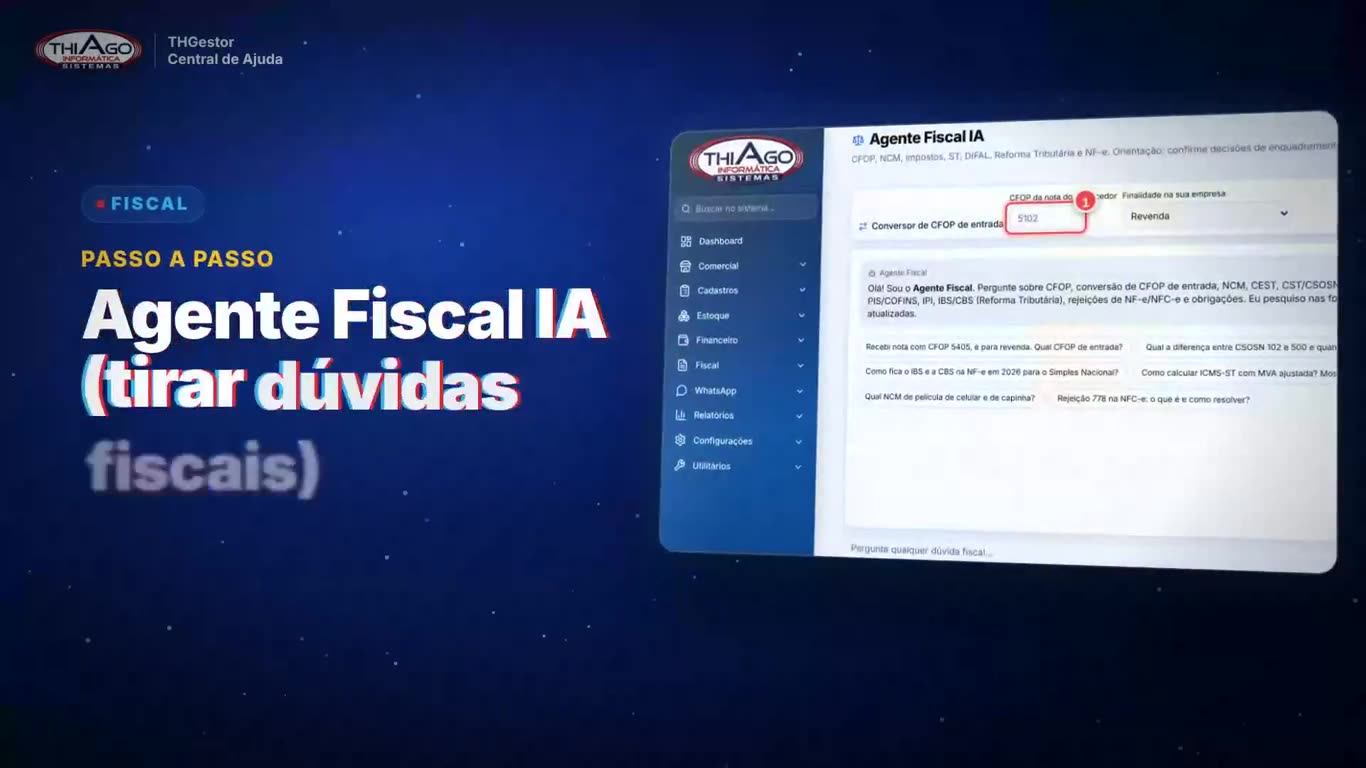 THIAGO
INFORMÁTICA
SISTEMAS
THGestor
Central de Ajuda
FISCAL
PASSO A PASSO
Agente Fiscal IA
(tirar dúvidas
fiscais)
THIAGO
INFORMÁTICA
SISTEMAS
Buscar no sistema...
Dashboard
Comercial
Cadastros
Estoque
Financeiro
Fiscal
WhatsApp
Relatórios
Configurações
Utilitários
Agente Fiscal IA
CFOP, NCM, impostos, ST, DIFAL, Reforma Tributária e NF-e. Orientação: confirme decisões de enquadrament
CFOP da nota do
cedor Finalidade na sua empresa
1
Conversor de CFOP de entrada
5102
Revenda
Agente Fiscal
Olá! Sou o Agente Fiscal. Pergunte sobre CFOP, conversão de CFOP de entrada, NCM, CEST, CST/CSOSN
PIS/COFINS, IPI, IBS/CBS (Reforma Tributária), rejeições de NF-e/NFC-e e obrigações. Eu pesquiso nas fo
atualizadas.
Recebi nota com CFOP 5405, é para revenda. Qual CFOP de entrada?
Qual a diferença entre CSOSN 102 e 500 e quan
Como fica o IBS e a CBS na NF-e em 2026 para o Simples Nacional?
Como calcular ICMS-ST com MVA ajustada? Mos
Qual NCM de película de celular e de capinha?
Rejeição 778 na NFC-e: o que é e como resolver?
Pergunte qualquer dúvida fiscal...